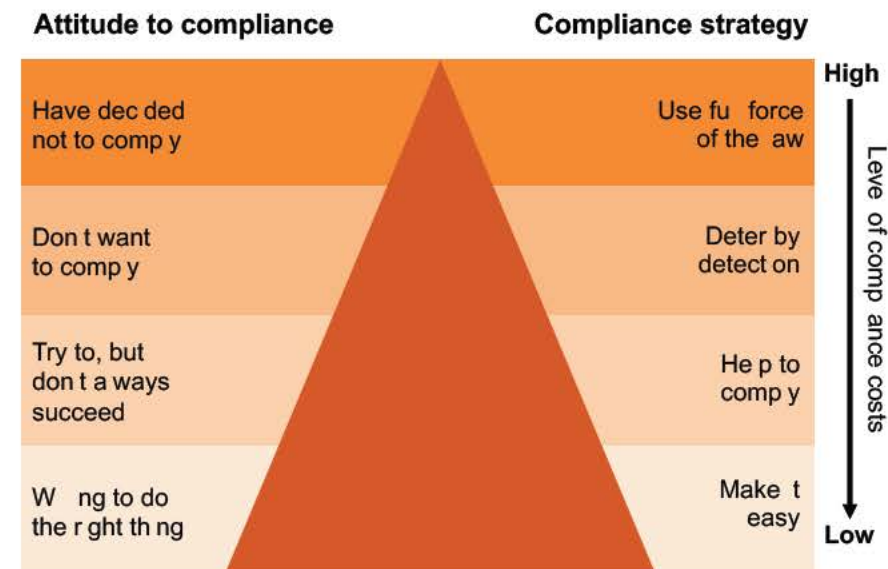 Attitude to compliance
Compliance strategy
High
Have dec ded
not to comp y
Use fu   force
of the  aw
Don t want
to comp y
Deter by
detect on
Try to, but
don t a ways
succeed
He p to
comp y
W   ng to do
the r ght th ng
Make  t
easy
Leve  of comp  ance costs
Low